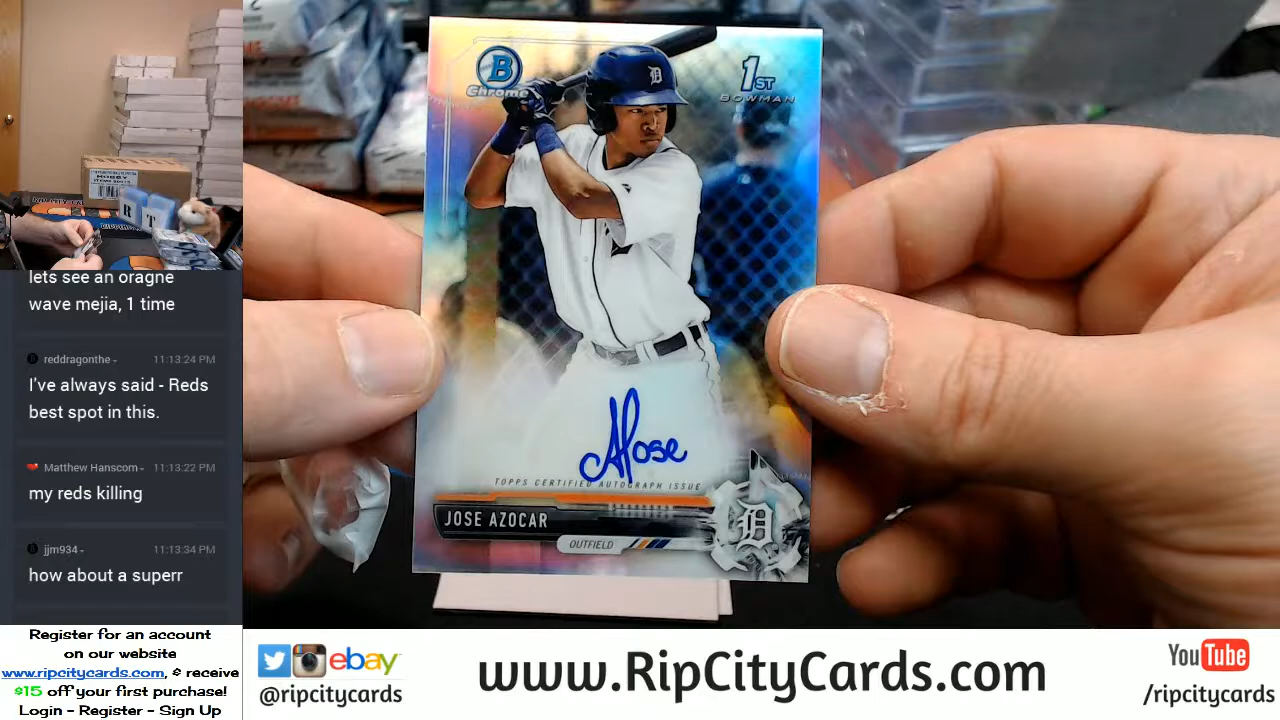 lets see an oragne
wave mejia, 1 time
reddragonthe
11:13:24 PM
I've always said - Reds
best spot in this.
Matthew Hanscom
11:13:22 PM
my reds killing
jjm934
11:13:34 PM
how about a superr
Register for an account
on our website
www.ripcitycards.com, & receive
$15 off your first purchase!
Login - Register - Sign Up
B
Chrome
D
1ST
BOWMAN
AJose
TOPPS CERTIFIED AUTOGRAPH ISSUE
JOSE AZOCAR
OUTFIELD
D
R T
ebay
@ripcitycards
www.RipCityCards.com
YouTube
/ripcitycards